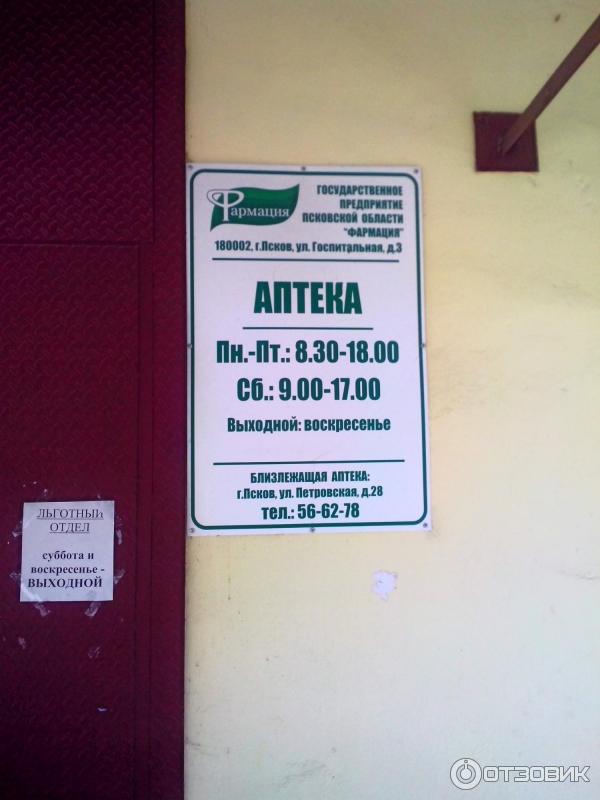 Фармация
ГОСУДАРСТВЕННОЕ
ПРЕДПРИЯТИЕ
ПСКОВСКОЙ ОБЛАСТИ
"ФАРМАЦИЯ"
180002, г.Псков, ул. Госпитальная, д.3
АПТЕКА
Пн.-Пт.: 8.30-18.00
Сб.: 9.00-17.00
Выходной: воскресенье
БЛИЗЛЕЖАЩАЯ АПТЕКА:
г.Псков, ул. Петровская, д.28
тел.: 56-62-78
ЛЬГОТНЫЙ
ОТДЕЛ
суббота и
воскресенье -
ВЫХОДНОЙ
ОТЗОВИК